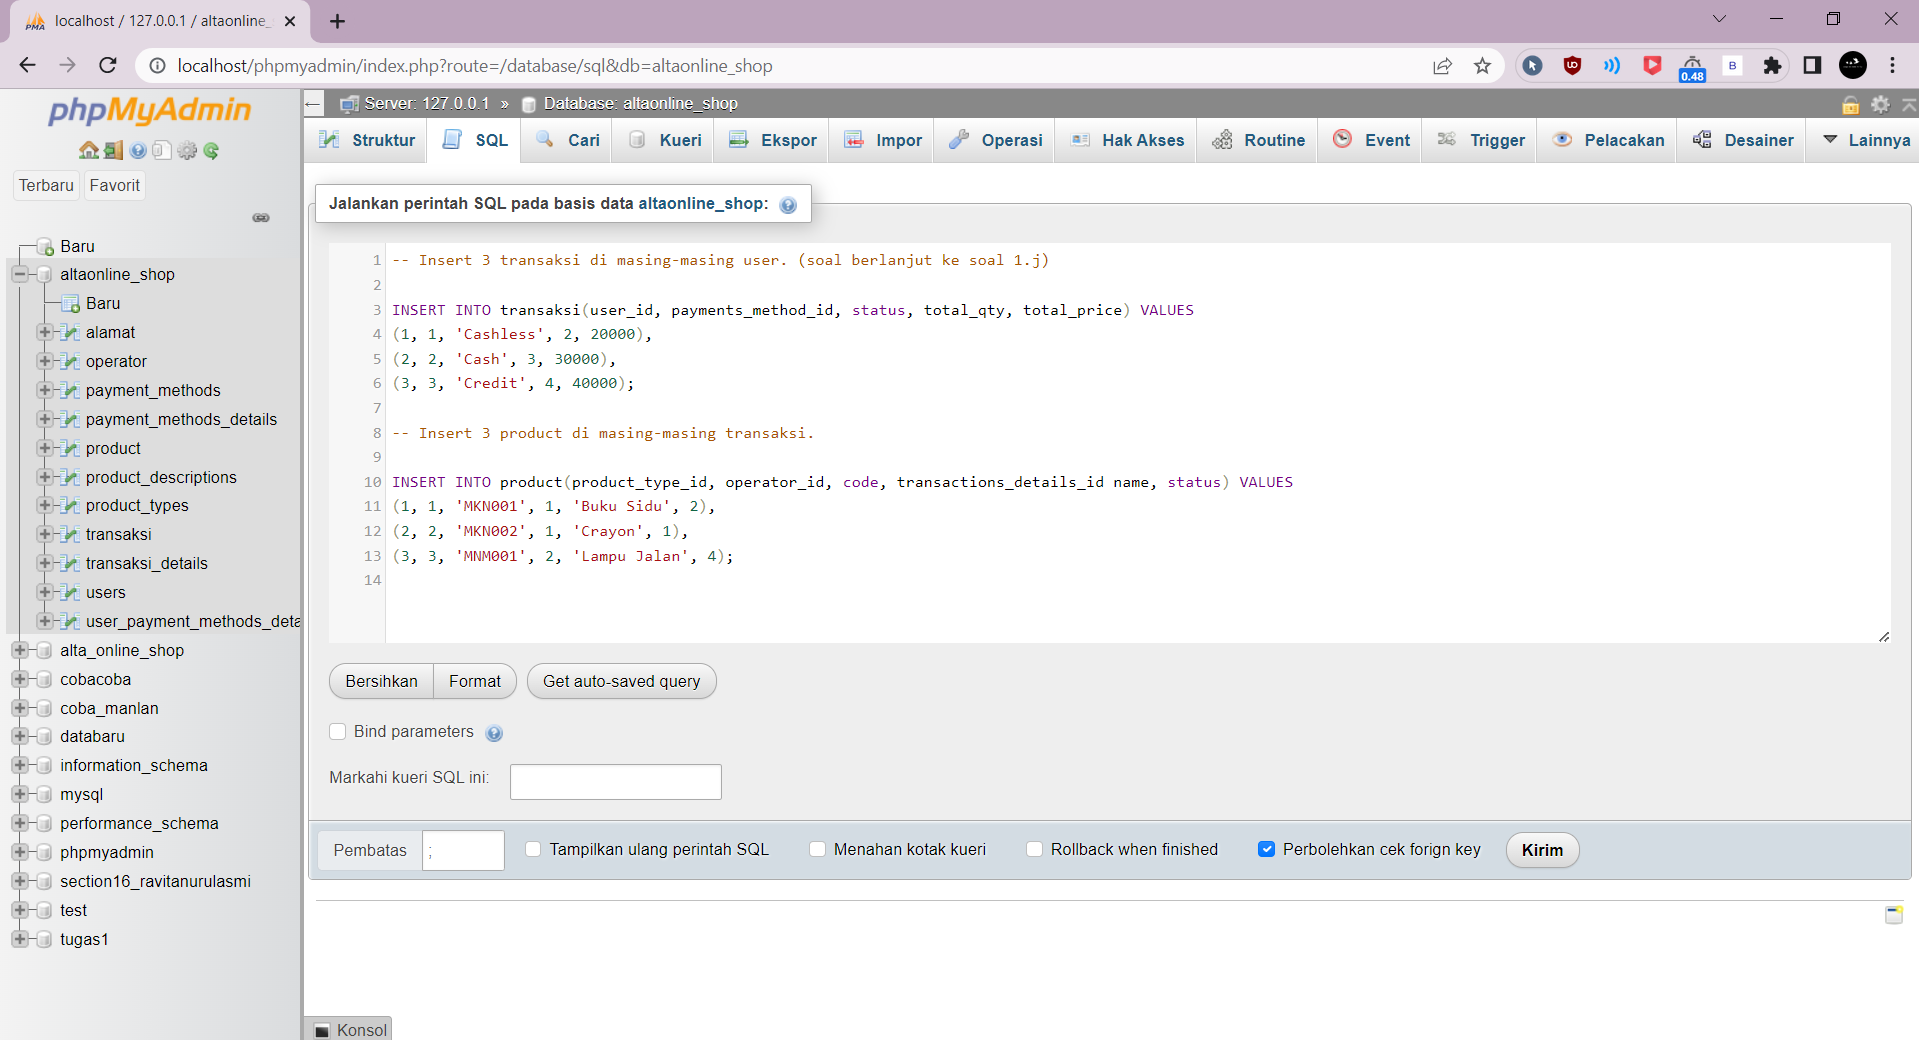 localhost / 127.0.0.1 / altaonline_
localhost/phpmyadmin/index.php?route=/database/sql&db=altaonline_shop
0.48
B
phpMyAdmin
Terbaru
Favorit
Baru
altaonline_shop
Baru
alamat
operator
payment_methods
payment_methods_details
product
product_descriptions
product_types
transaksi
transaksi_details
users
user_payment_methods_deta
alta_online_shop
cobacoba
coba_manlan
databaru
information_schema
mysql
performance_schema
phpmyadmin
section16_ravitanurulasmi
test
tugas1
Server: 127.0.0.1 » Database: altaonline_shop
Struktur SQL Cari Kueri Ekspor Impor Operasi Hak Akses Routine Event Trigger Pelacakan Desainer Lainnya
Jalankan perintah SQL pada basis data altaonline_shop:
1 -- Insert 3 transaksi di masing-masing user. (soal berlanjut ke soal 1.j)
2
3 INSERT INTO transaksi(user_id, payments_method_id, status, total_qty, total_price) VALUES
4 (1, 1, 'Cashless', 2, 20000),
5 (2, 2, 'Cash', 3, 30000),
6 (3, 3, 'Credit', 4, 40000);
7
8 -- Insert 3 product di masing-masing transaksi.
9
10 INSERT INTO product(product_type_id, operator_id, code, transactions_details_id name, status) VALUES
11 (1, 1, 'MKN001', 1, 'Buku Sidu', 2),
12 (2, 2, 'MKN002', 1, 'Crayon', 1),
13 (3, 3, 'MNM001', 2, 'Lampu Jalan', 4);
14
Bersihkan Format Get auto-saved query
Bind parameters
Markahi kueri SQL ini:
Pembatas ; Tampilkan ulang perintah SQL Menahan kotak kueri Rollback when finished Perbolehkan cek forign key Kirim
Konsol